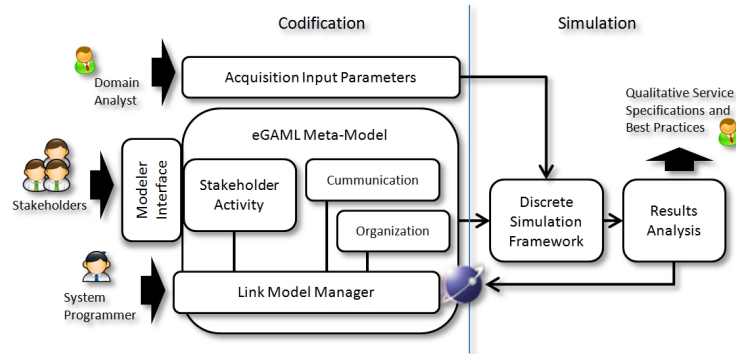 Codification
Simulation
Domain
Analyst
Acquisition Input Parameters
Qualitative Service
Specifications and
Best Practices
eGAML Meta-Model
Stakeholders
Modeler
Interface
Stakeholder
Activity
Cummunication
Organization
Discrete
Simulation
Framework
Results
Analysis
System
Programmer
Link Model Manager